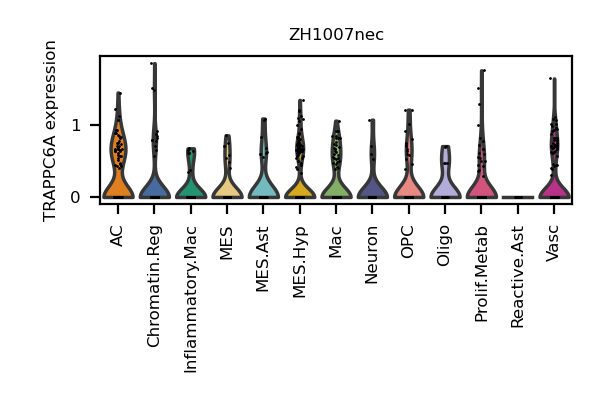 ZH1007nec
TRAPPC6A expression
1
0
AC
Chromatin.Reg
Inflammatory.Mac
MES
MES.Ast
MES.Hyp
Mac
Neuron
OPC
Oligo
Prolif.Metab
Reactive.Ast
Vasc